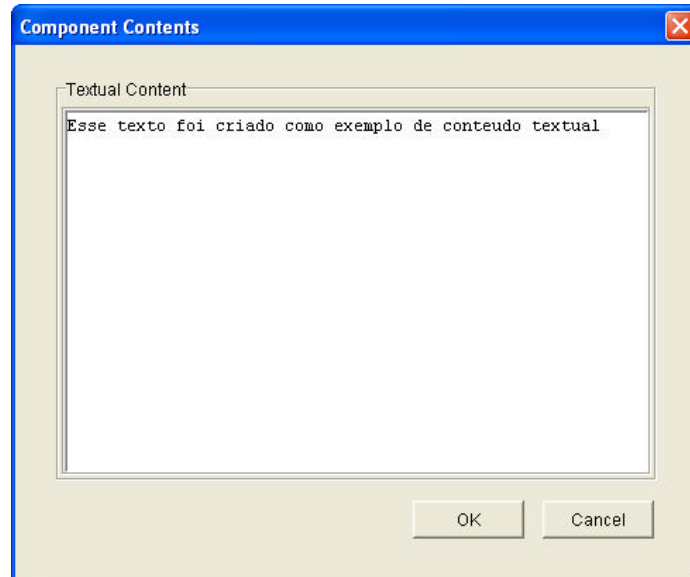 Component Contents
Textual Content
Esse texto foi criado como exemplo de conteudo textual
OK
Cancel